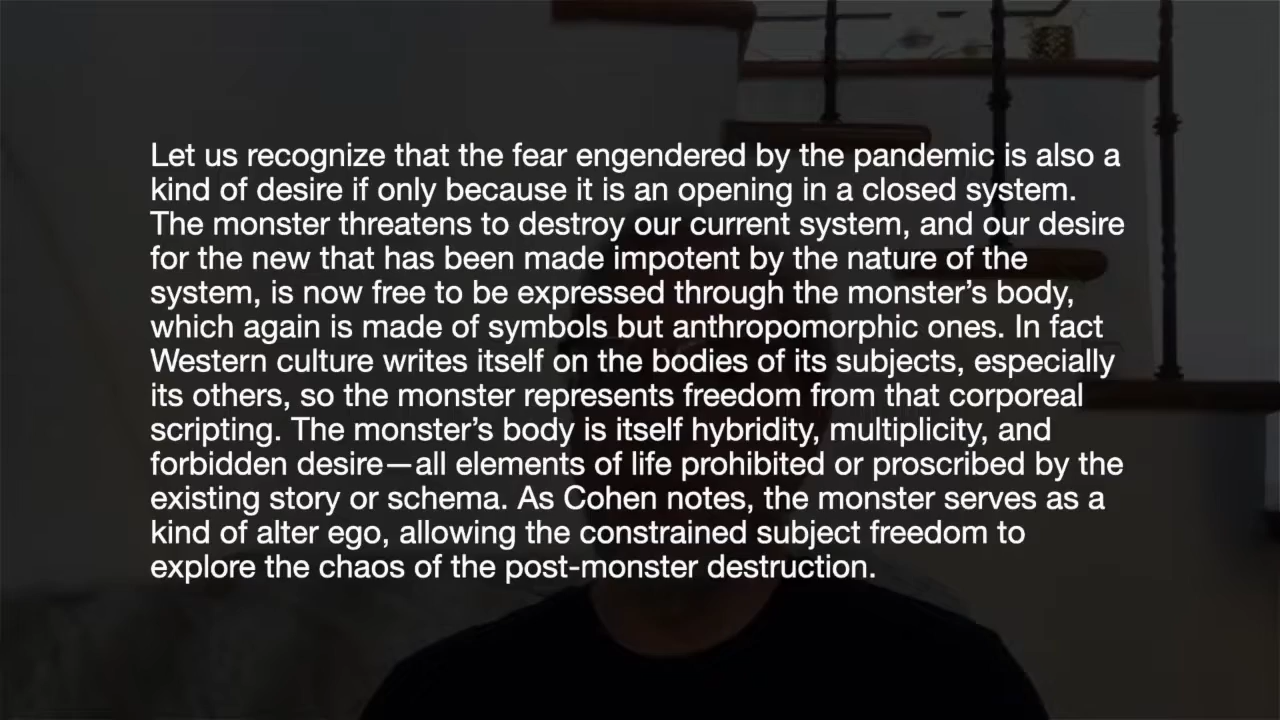 Let us recognize that the fear engendered by the pandemic is also a
kind of desire if only because it is an opening in a closed system.
The monster threatens to destroy our current system, and our desire
for the new that has been made impotent by the nature of the
system, is now free to be expressed through the monster’s body,
which again is made of symbols but anthropomorphic ones. In fact
Western culture writes itself on the bodies of its subjects, especially
its others, so the monster represents freedom from that corporeal
scripting. The monster’s body is itself hybridity, multiplicity, and
forbidden desire—all elements of life prohibited or proscribed by the
existing story or schema. As Cohen notes, the monster serves as a
kind of alter ego, allowing the constrained subject freedom to
explore the chaos of the post-monster destruction.